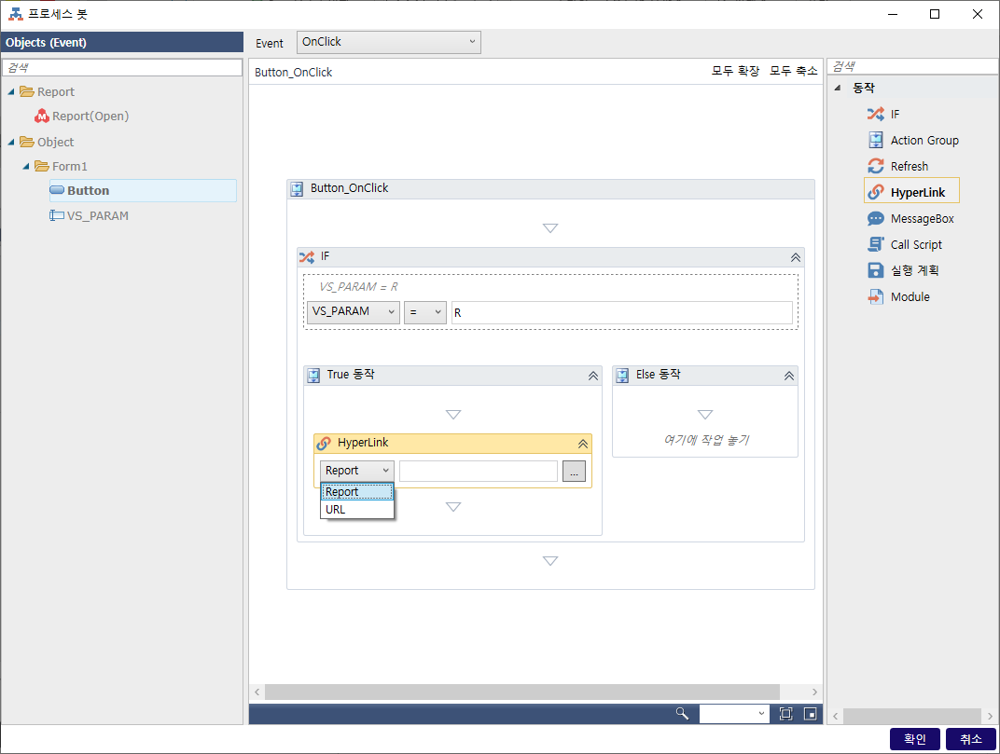 프로세스 봇
Objects (Event)
검색
Report
Report(Open)
Object
Form1
Button
VS_PARAM
Event
OnClick
Button_OnClick
모두 확장
모두 축소
Button_OnClick
IF
VS_PARAM = R
VS_PARAM
=
R
True 동작
HyperLink
Report
...
Report
URL
Else 동작
여기에 작업 놓기
검색
동작
IF
Action Group
Refresh
HyperLink
MessageBox
Call Script
실행 계획
Module
확인
취소